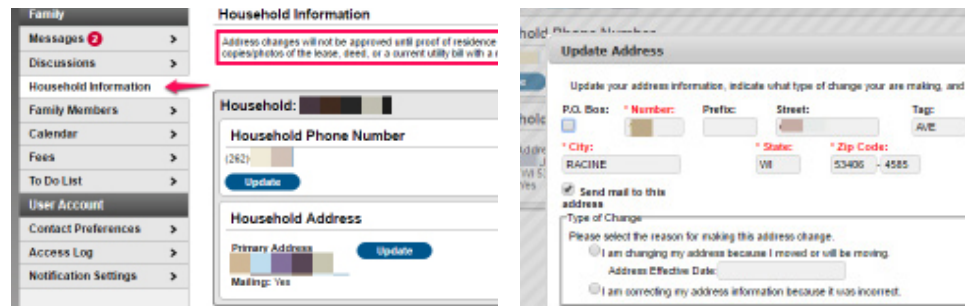 Family
Messages 2
Discussions
Household Information
Family Members
Calendar
Fees
To Do List
User Account
Contact Preferences
Access Log
Notification Settings
Household Information
Address changes will not be approved until proof of residence
copies/photos of the lease, deed, or a current utility bill with a
Household:
Household Phone Number
(262)
Update
Household Address
Primary Address
Update
Mailing: Yes
Phone Number
Update Address
Update your address information, indicate what type of change your are making, and
P.O. Box: *Number: Prefix: Street: Tag:
AVE
*City: *State: *Zip Code:
RACINE WI 53406 - 4585
Send mail to this
address
Type of Change
Please select the reason for making this address change.
I am changing my address because I moved or will be moving.
Address Effective Date:
I am correcting my address information because it was incorrect.